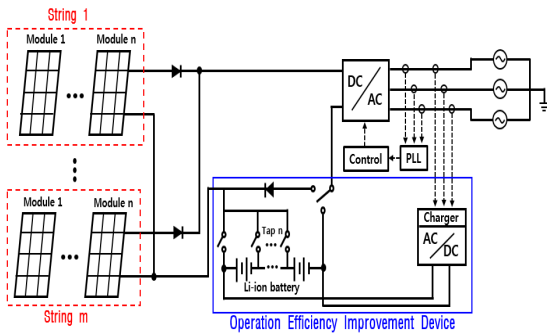 String 1
Module 1 Module n
DC
AC
Control
PLL
Module 1 Module n
Tap n
Charger
AC
DC
Li-ion battery
String m
Operation Efficiency Improvement Device